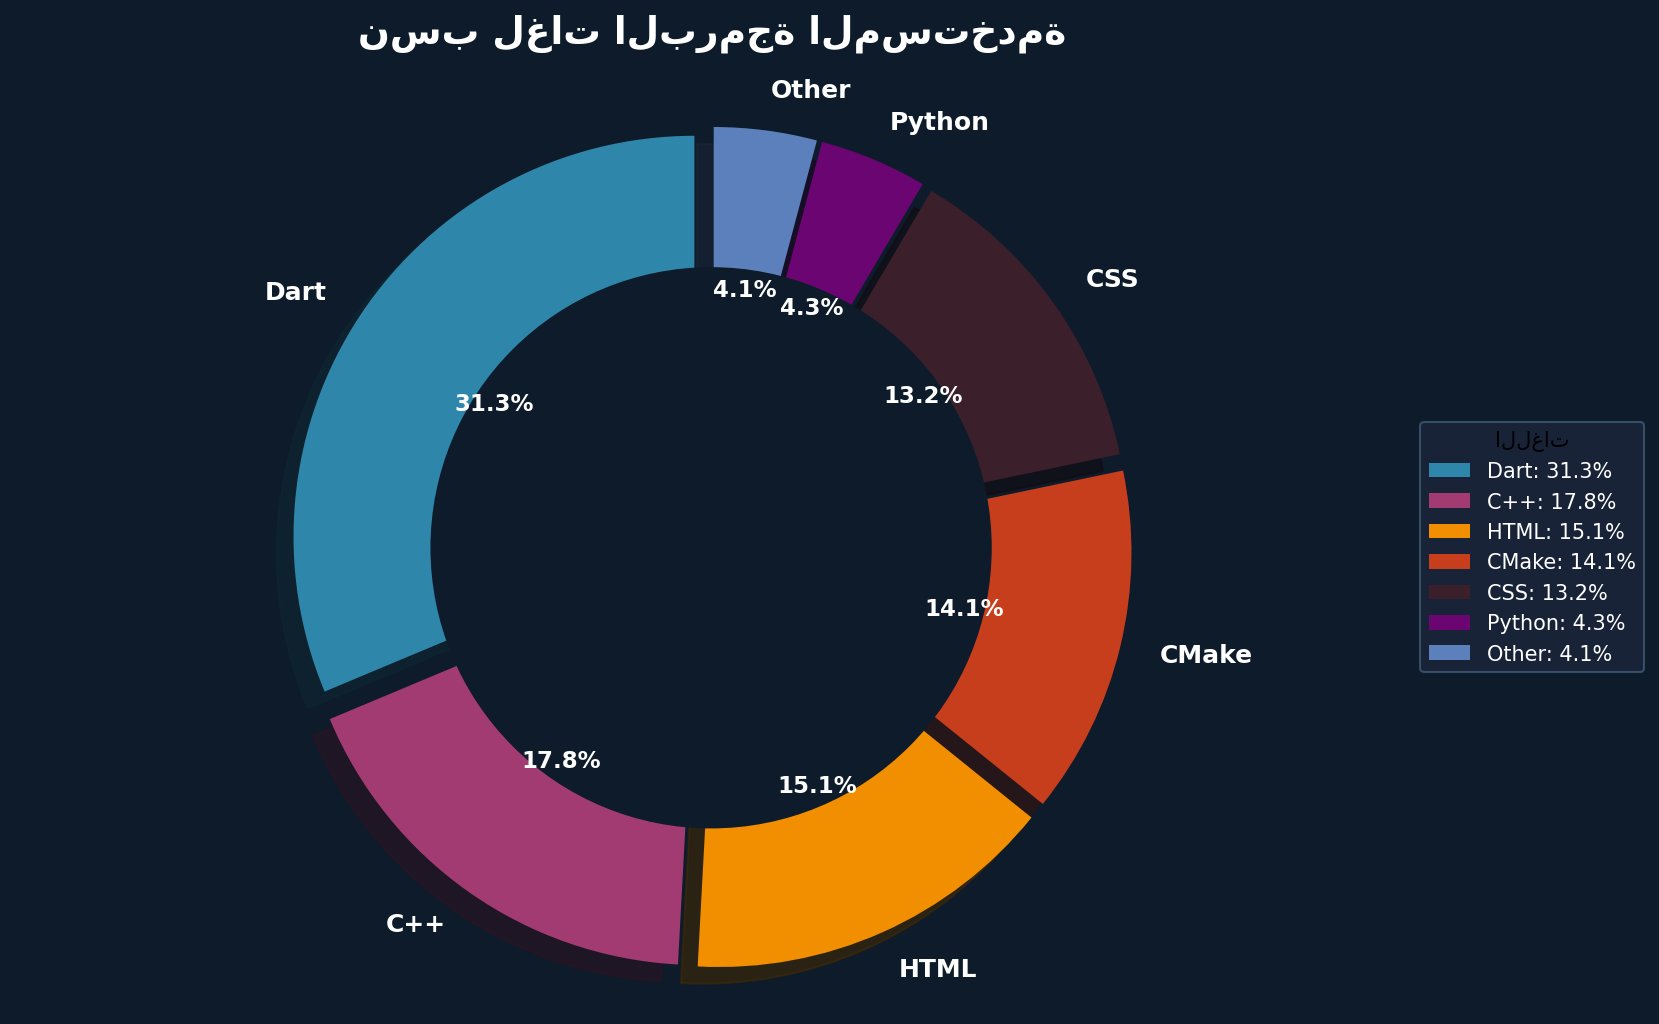 نسب لغات البرمجة المستخدمة
Other
Python
CSS
Dart
4.1%
4.3%
13.2%
31.3%
14.1%
CMake
17.8%
15.1%
C++
HTML
اللغات
Dart: 31.3%
C++: 17.8%
HTML: 15.1%
CMake: 14.1%
CSS: 13.2%
Python: 4.3%
Other: 4.1%